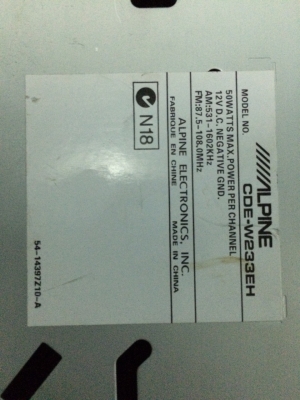 MODEL NO. ALPINE
CDE-W233EH
50WATTS MAX.POWER PER CHANNEL
12V D.C. NEGATIVE GND.
AM:531-1602KHz
FM:87.5-108.0MHz
ALPINE ELECTRONICS, INC.
FABRIQUE EN CHINE MADE IN CHINA
N18
54-14397Z10-A